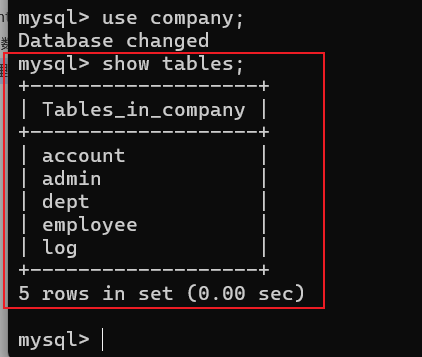 mysql> use company;
Database changed
mysql> show tables;
+-------------------+
| Tables_in_company |
+-------------------+
| account           |
| admin             |
| dept              |
| employee          |
| log               |
+-------------------+
5 rows in set (0.00 sec)
mysql>